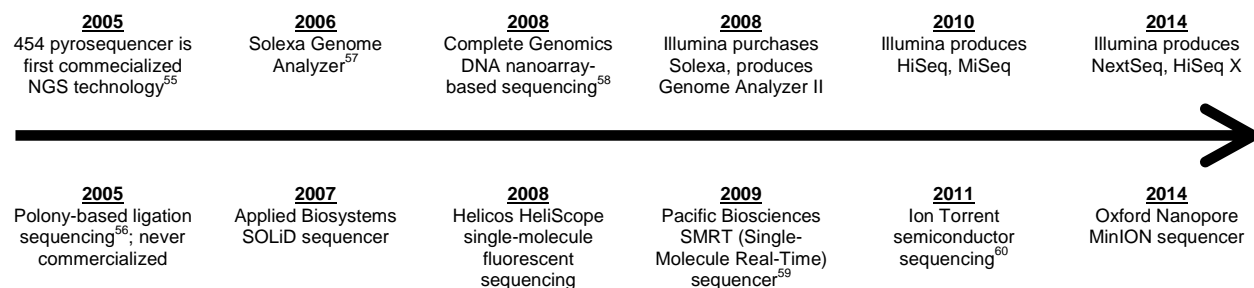 2005
454 pyrosequencer is
first commecialized
NGS technology55
2006
Solexa Genome
Analyzer57
2008
Complete Genomics
DNA nanoarray-
based sequencing58
2008
Illumina purchases
Solexa, produces
Genome Analyzer II
2010
Illumina produces
HiSeq, MiSeq
2014
Illumina produces
NextSeq, HiSeq X
2005
Polony-based ligation
sequencing56; never
commercialized
2007
Applied Biosystems
SOLiD sequencer
2008
Helicos HeliScope
single-molecule
fluorescent
sequencing
2009
Pacific Biosciences
SMRT (Single-
Molecule Real-Time)
sequencer59
2011
Ion Torrent
semiconductor
sequencing60
2014
Oxford Nanopore
MinION sequencer